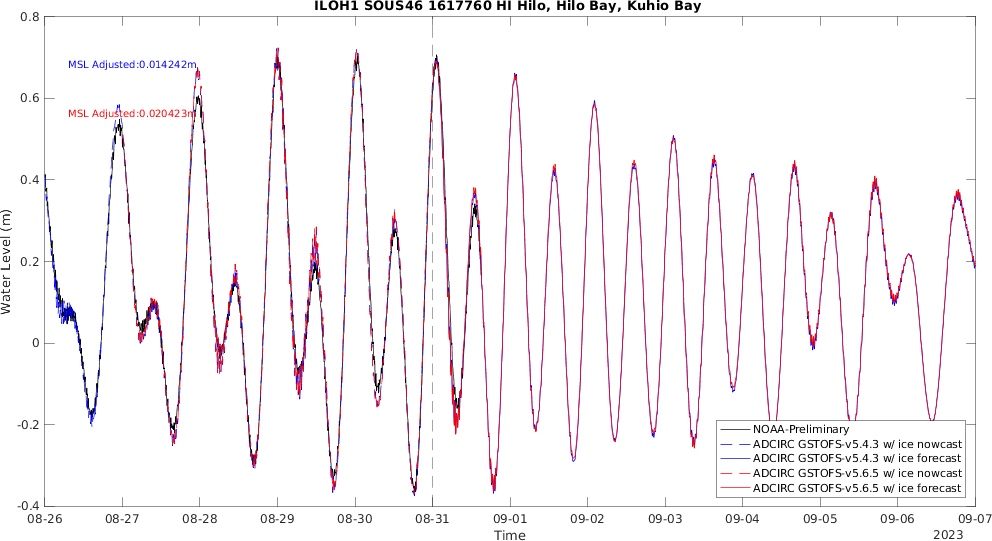 ILOH1 SOUS46 1617760 HI Hilo, Hilo Bay, Kuhio Bay
0.8
0.6
0.4
0.2
0
-0.2
-0.4
Water Level (m)
MSL Adjusted:0.014242m
MSL Adjusted:0.020423m
NOAA-Preliminary
ADCIRC GSTOFS-v5.4.3 w/ ice nowcast
ADCIRC GSTOFS-v5.4.3 w/ ice forecast
ADCIRC GSTOFS-v5.6.5 w/ ice nowcast
ADCIRC GSTOFS-v5.6.5 w/ ice forecast
08-26 08-27 08-28 08-29 08-30 08-31 09-01 09-02 09-03 09-04 09-05 09-06 09-07
Time
2023